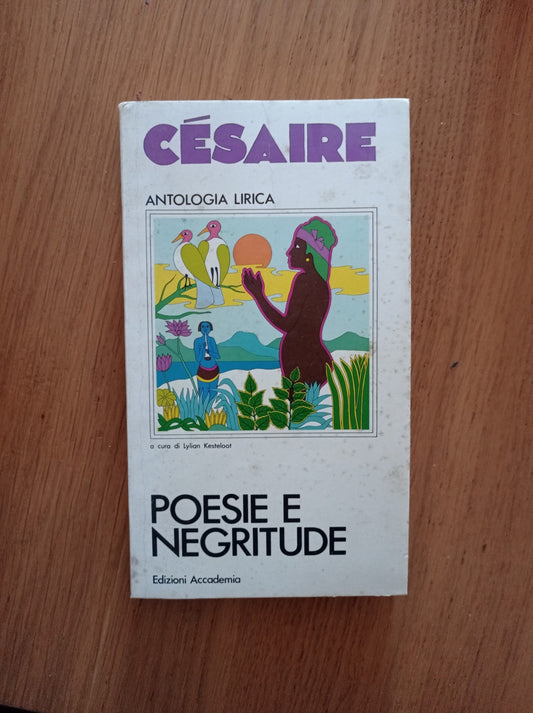 CÉSAIRE
ANTOLOGIA LIRICA
a cura di Lylian Kesteloot
POESIE E
NEGRITUDE
Edizioni Accademia